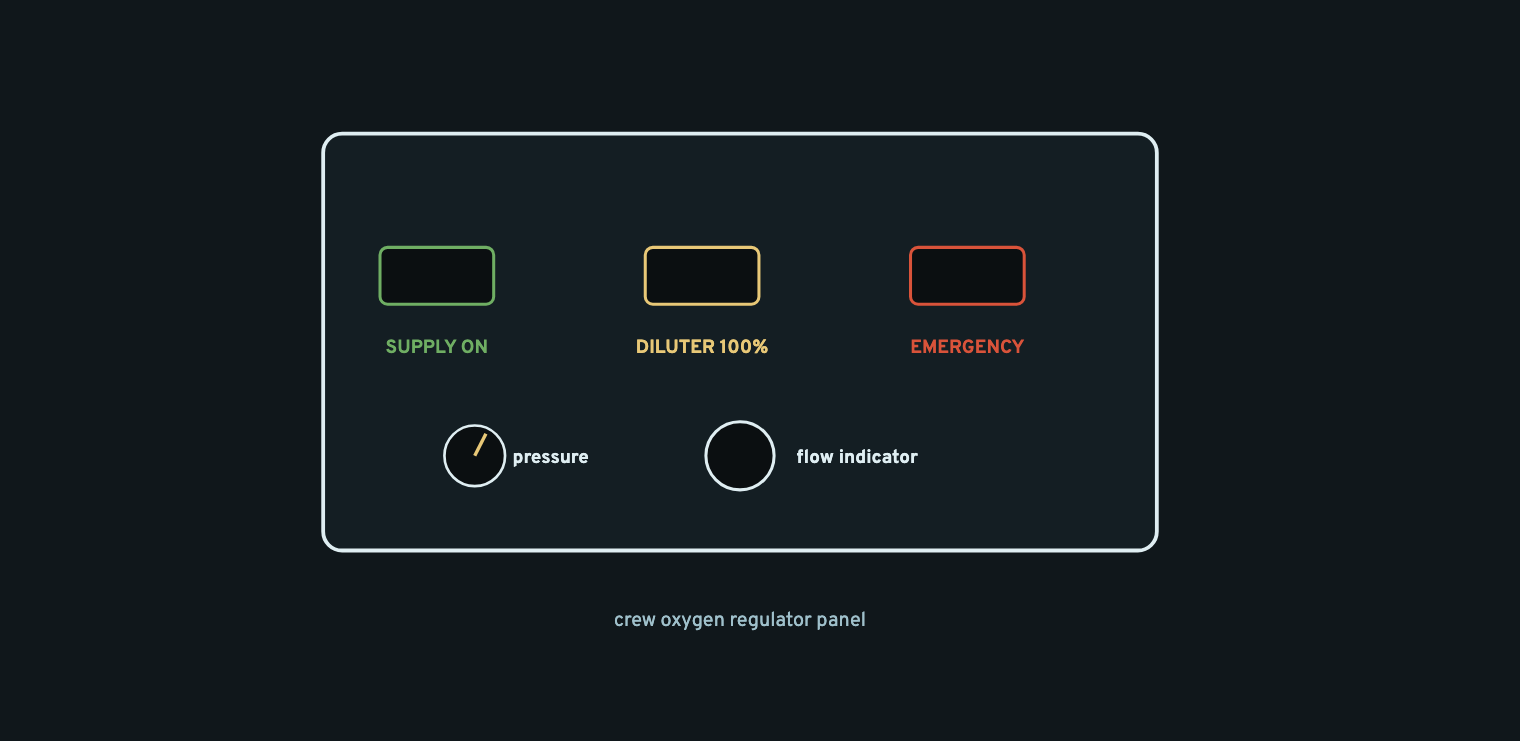 SUPPLY ON
DILUTER 100%
EMERGENCY
pressure
flow indicator
crew oxygen regulator panel